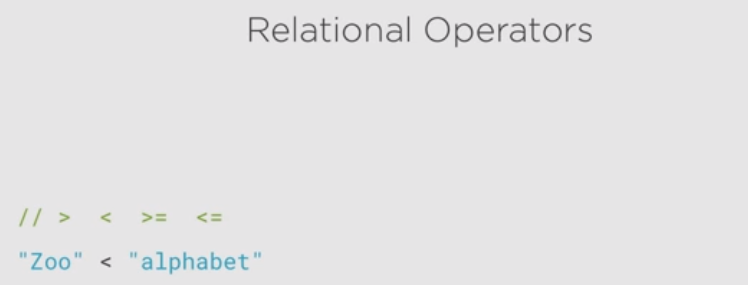 Relational Operators
// > < >= <=
"Zoo" < "alphabet"